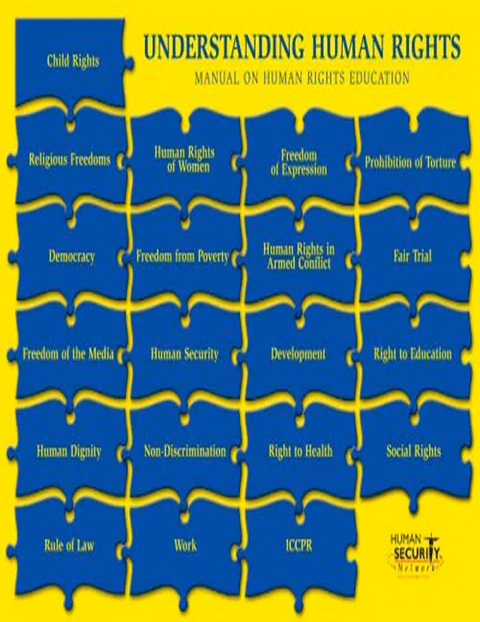 Child Rights
UNDERSTANDING HUMAN RIGHTS
MANUAL ON HUMAN RIGHTS EDUCATION
Religious Freedoms
Human Rights
of Women
Freedom
of Expression
Prohibition of Torture
Democracy
Freedom from Poverty
Human Rights in
Armed Conflict
Fair Trial
Freedom of the Media
Human Security
Development
Right to Education
Human Dignity
Non-Discrimination
Right to Health
Social Rights
Rule of Law
Work
ICCPR
HUMAN
SECURITY
Network